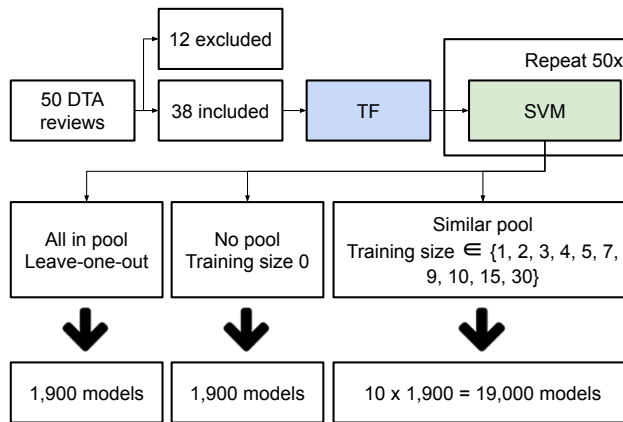 12 excluded
Repeat 50x
50 DTA
reviews
38 included
TF
SVM
All in pool
Leave-one-out
No pool
Training size 0
Similar pool
Training size ∈ {1, 2, 3, 4, 5, 7,
9, 10, 15, 30}
1,900 models
1,900 models
10 x 1,900 = 19,000 models